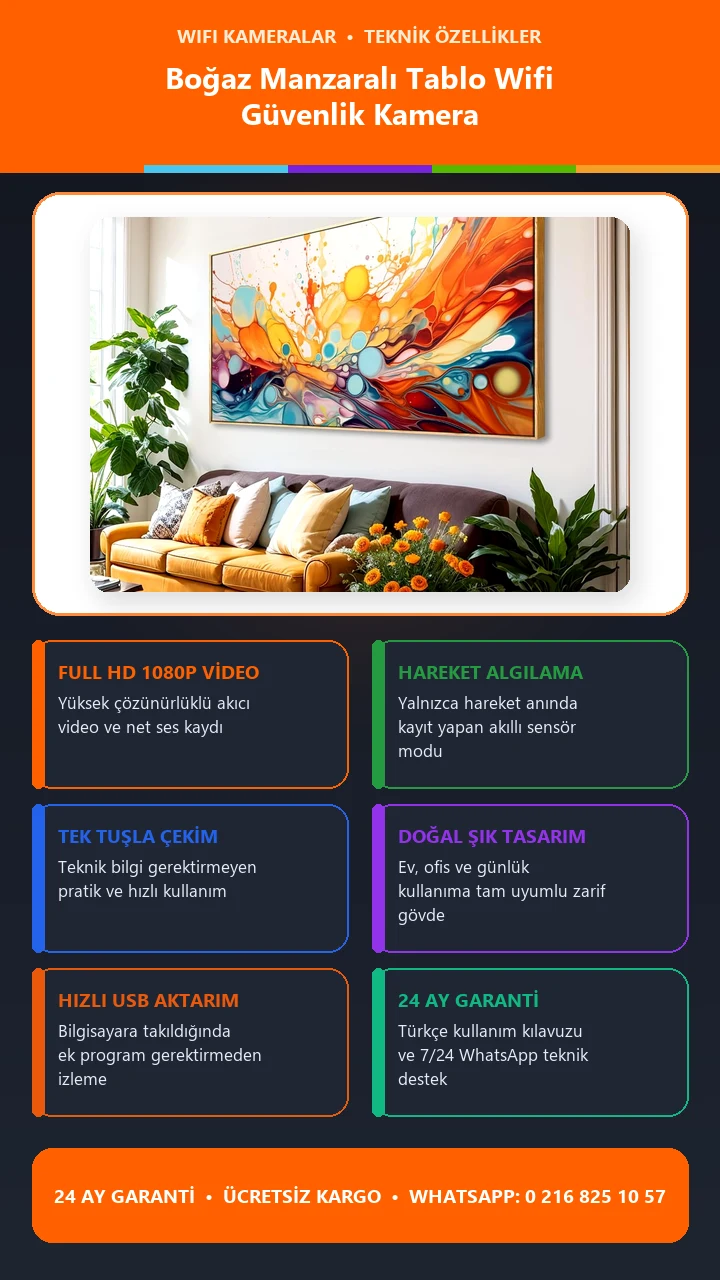 WIFI KAMERALAR • TEKNİK ÖZELLİKLER
Boğaz Manzaralı Tablo Wifi
Güvenlik Kamera
FULL HD 1080P VİDEO
Yüksek çözünürlüklü akıcı
video ve net ses kaydı
HAREKET ALGILAMA
Yalnızca hareket anında
kayıt yapan akıllı sensör
modu
TEK TUŞLA ÇEKİM
Teknik bilgi gerektirmeyen
pratik ve hızlı kullanım
DOĞAL ŞIK TASARIM
Ev, ofis ve günlük
kullanıma tam uyumlu zarif
gövde
HIZLI USB AKTARIM
Bilgisayara takıldığında
ek program gerektirmeden
izleme
24 AY GARANTİ
Türkçe kullanım kılavuzu
ve 7/24 WhatsApp teknik
destek
24 AY GARANTİ • ÜCRETSİZ KARGO • WHATSAPP: 0 216 825 10 57